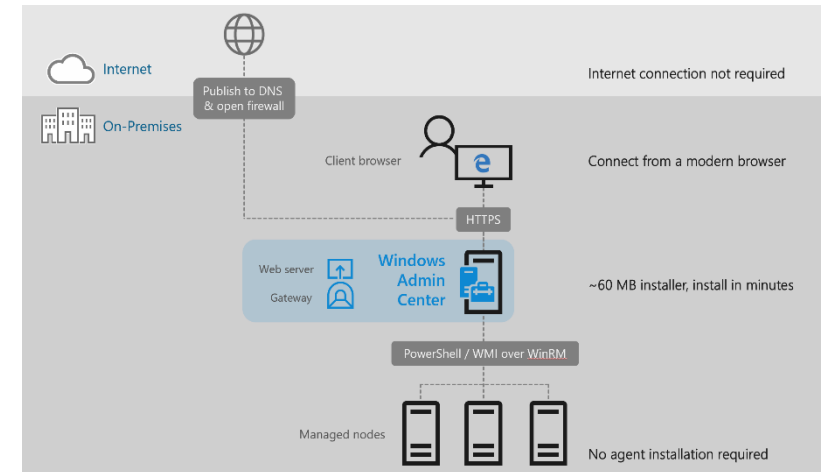 Internet
Publish to DNS
& open firewall
Internet connection not required
On-Premises
Client browser
Connect from a modern browser
HTTPS
Web server
Gateway
Windows
Admin
Center
~60 MB installer, install in minutes
PowerShell / WMI over WinRM
Managed nodes
No agent installation required